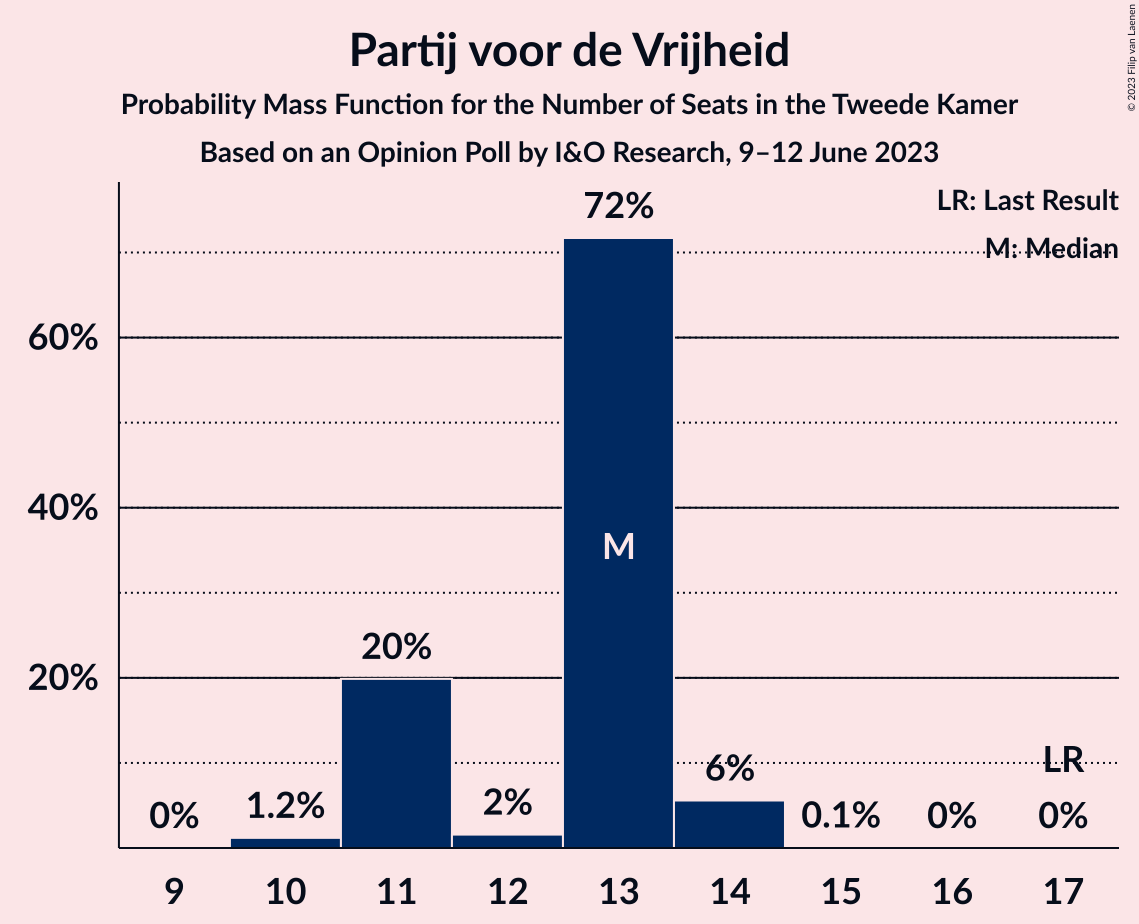 Partij voor de Vrijheid
Probability Mass Function for the Number of Seats in the Tweede Kamer
Based on an Opinion Poll by I&O Research, 9–12 June 2023
© 2023 Filip van Laenen
LR: Last Result
M: Median
72%
60%
40%
M
20%
20%
LR
0%
1.2%
2%
6%
0.1%
0%
0%
9 10 11 12 13 14 15 16 17